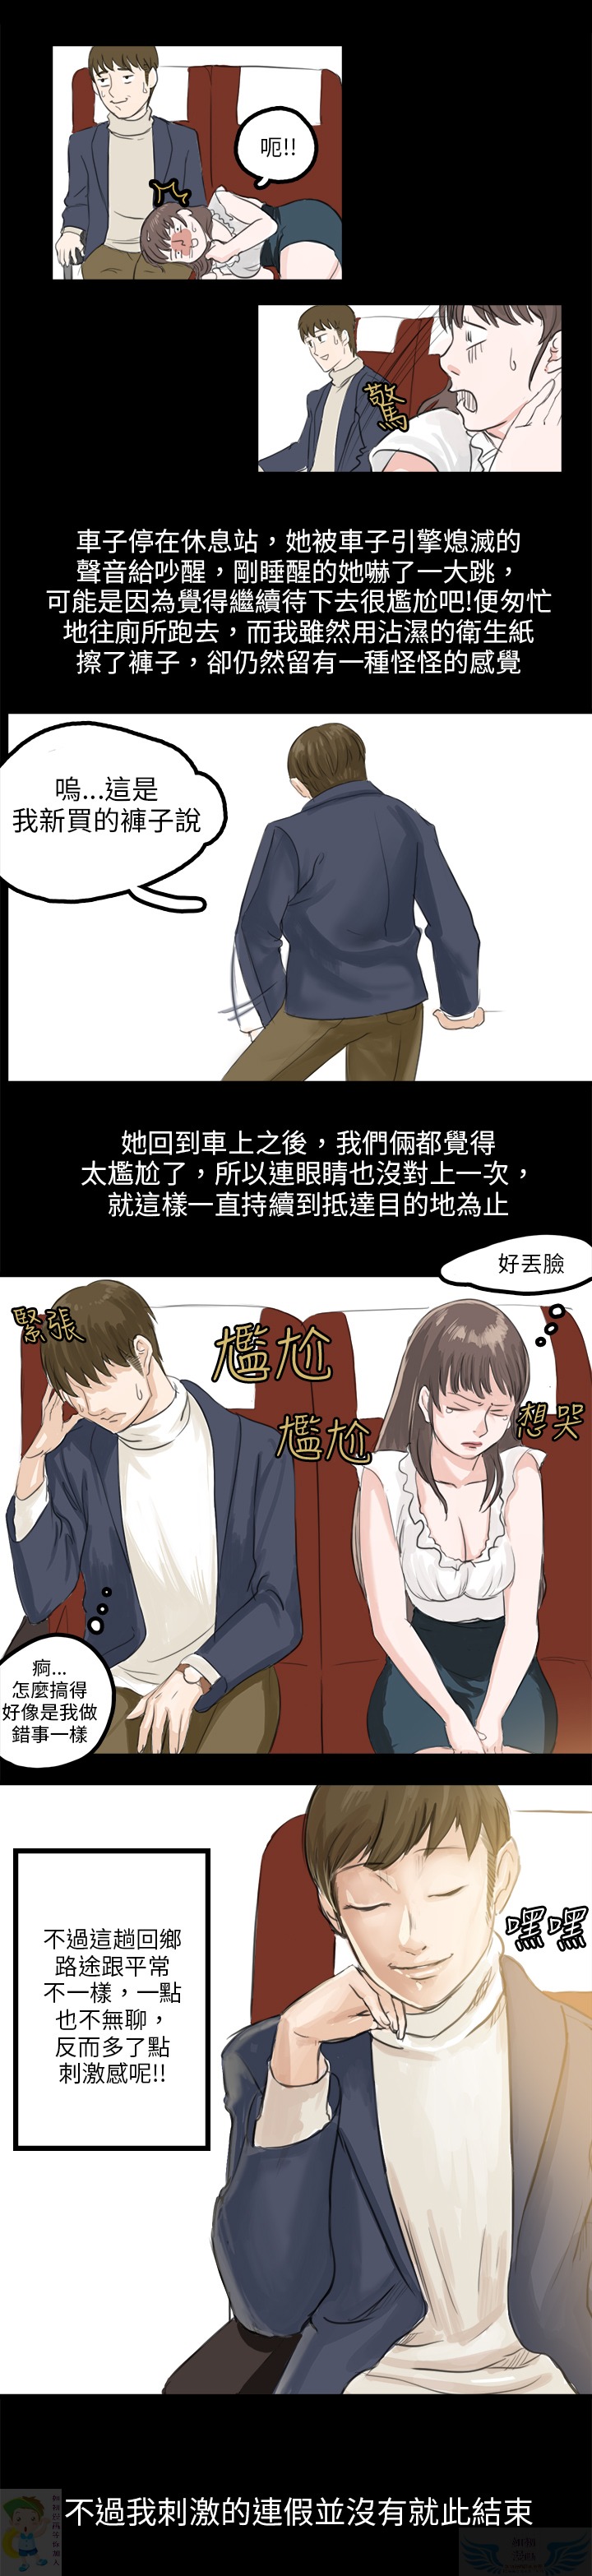 呃!!
驚
車子停在休息站，她被車子引擎熄滅的
聲音給吵醒，剛睡醒的她嚇了一大跳，
可能是因為覺得繼續待下去很尷尬吧!便匆忙
地往廁所跑去，而我雖然用沾濕的衛生紙
擦了褲子，卻仍然留有一種怪怪的感覺
嗚...這是
我新買的褲子說
她回到車上之後，我們倆都覺得
太尷尬了，所以連眼睛也沒對上一次，
就這樣一直持續到抵達目的地為止
好丟臉
緊張
尷尬
尷尬
想哭
痾...
怎麼搞得
好像是我做
錯事一樣
不過這趟回鄉
路途跟平常
不一樣，一點
也不無聊，
反而多了點
刺激感呢!!
嘿嘿
不過我刺激的連假並沒有就此結束